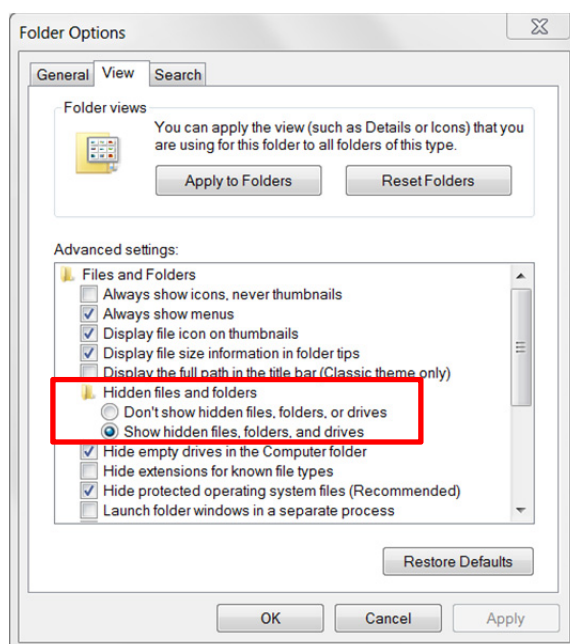 Folder Options
General View Search
Folder views
You can apply the view (such as Details or Icons) that you
are using for this folder to all folders of this type.
Apply to Folders Reset Folders
Advanced settings:
Files and Folders
Always show icons, never thumbnails
Always show menus
Display file icon on thumbnails
Display file size information in folder tips
Display the full path in the title bar (Classic theme only)
Hidden files and folders
Don't show hidden files, folders, or drives
Show hidden files, folders, and drives
Hide empty drives in the Computer folder
Hide extensions for known file types
Hide protected operating system files (Recommended)
Launch folder windows in a separate process
Restore Defaults
OK Cancel Apply